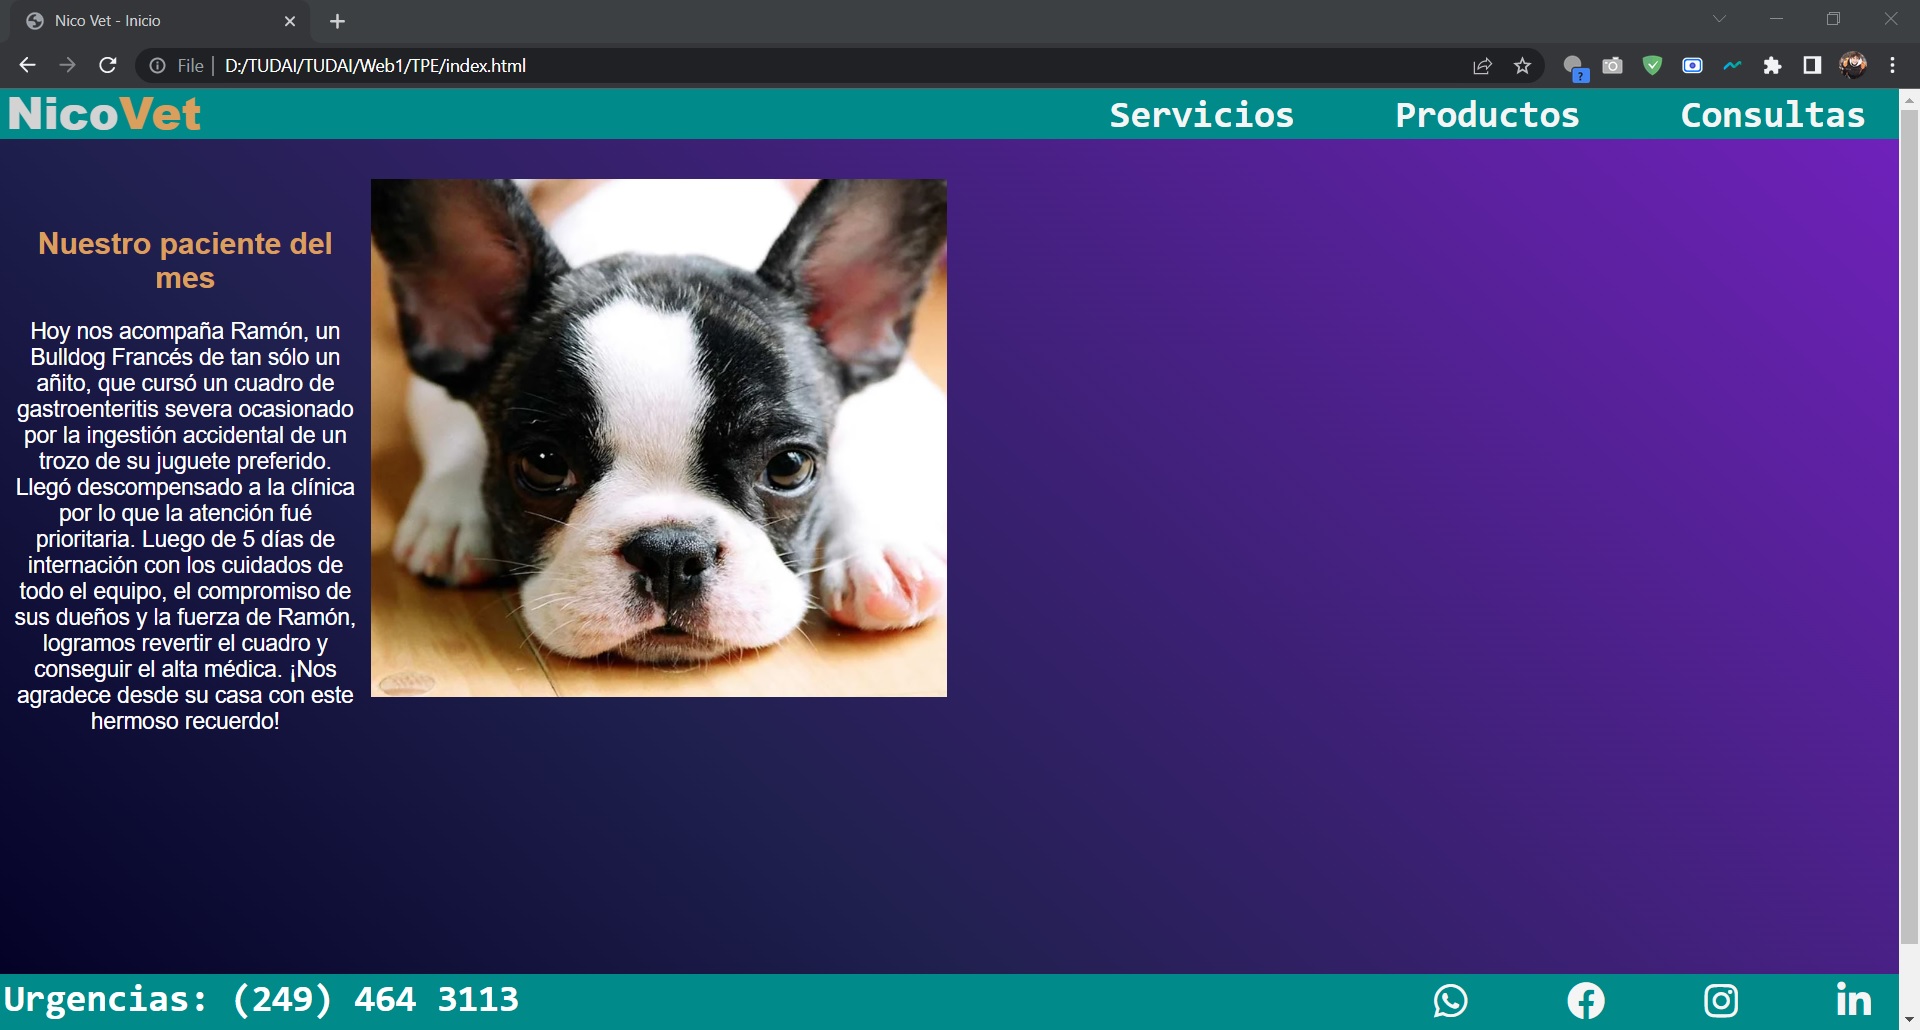 Nico Vet - Inicio
File | D:/TUDAI/TUDAI/Web1/TPE/index.html
NicoVet
Servicios
Productos
Consultas
Nuestro paciente del
mes
Hoy nos acompaña Ramón, un
Bulldog Francés de tan sólo un
añito, que cursó un cuadro de
gastroenteritis severa ocasionado
por la ingestión accidental de un
trozo de su juguete preferido.
Llegó descompensado a la clínica
por lo que la atención fué
prioritaria. Luego de 5 días de
internación con los cuidados de
todo el equipo, el compromiso de
sus dueños y la fuerza de Ramón,
logramos revertir el cuadro y
conseguir el alta médica. ¡Nos
agradece desde su casa con este
hermoso recuerdo!
Urgencias: (249) 464 3113
in